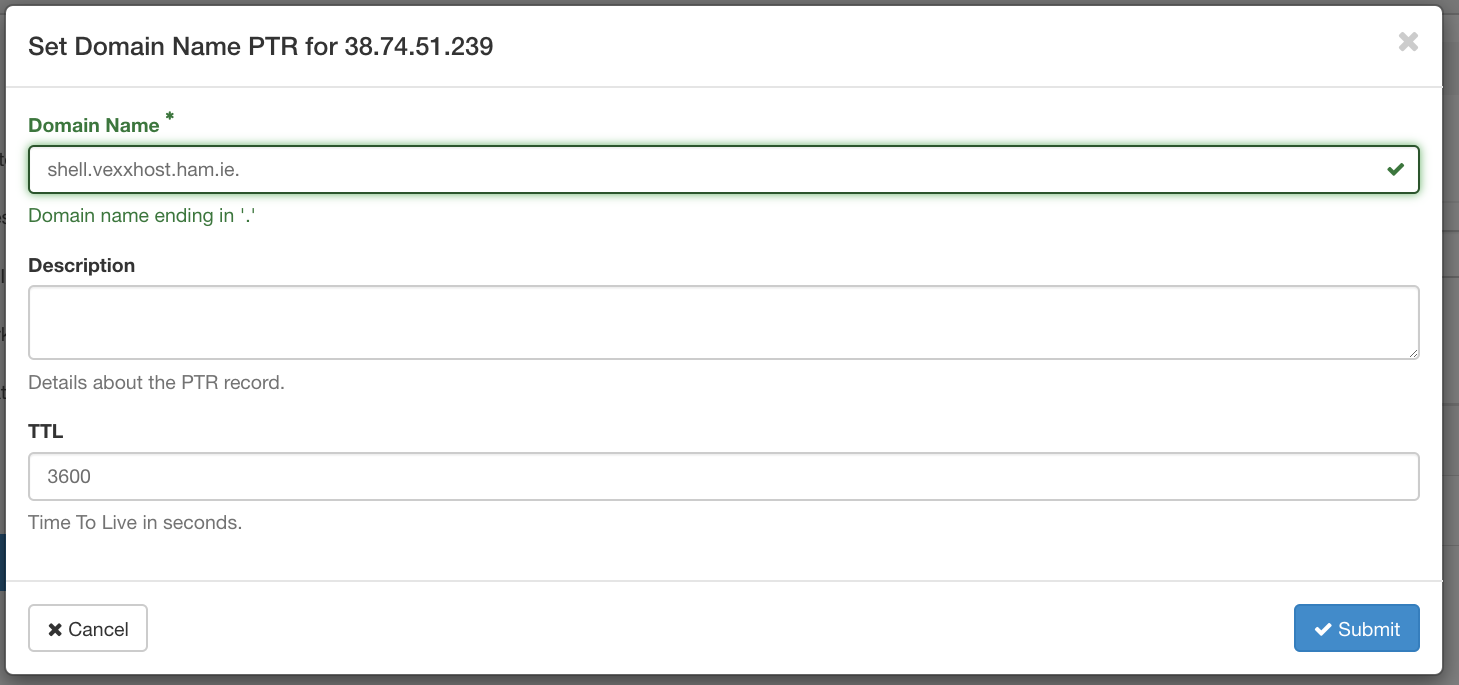 Set Domain Name PTR for 38.74.51.239
Domain Name *
shell.vexxhost.ham.ie.
Domain name ending in '.'
Description
Details about the PTR record.
TTL
3600
Time To Live in seconds.
Cancel
Submit